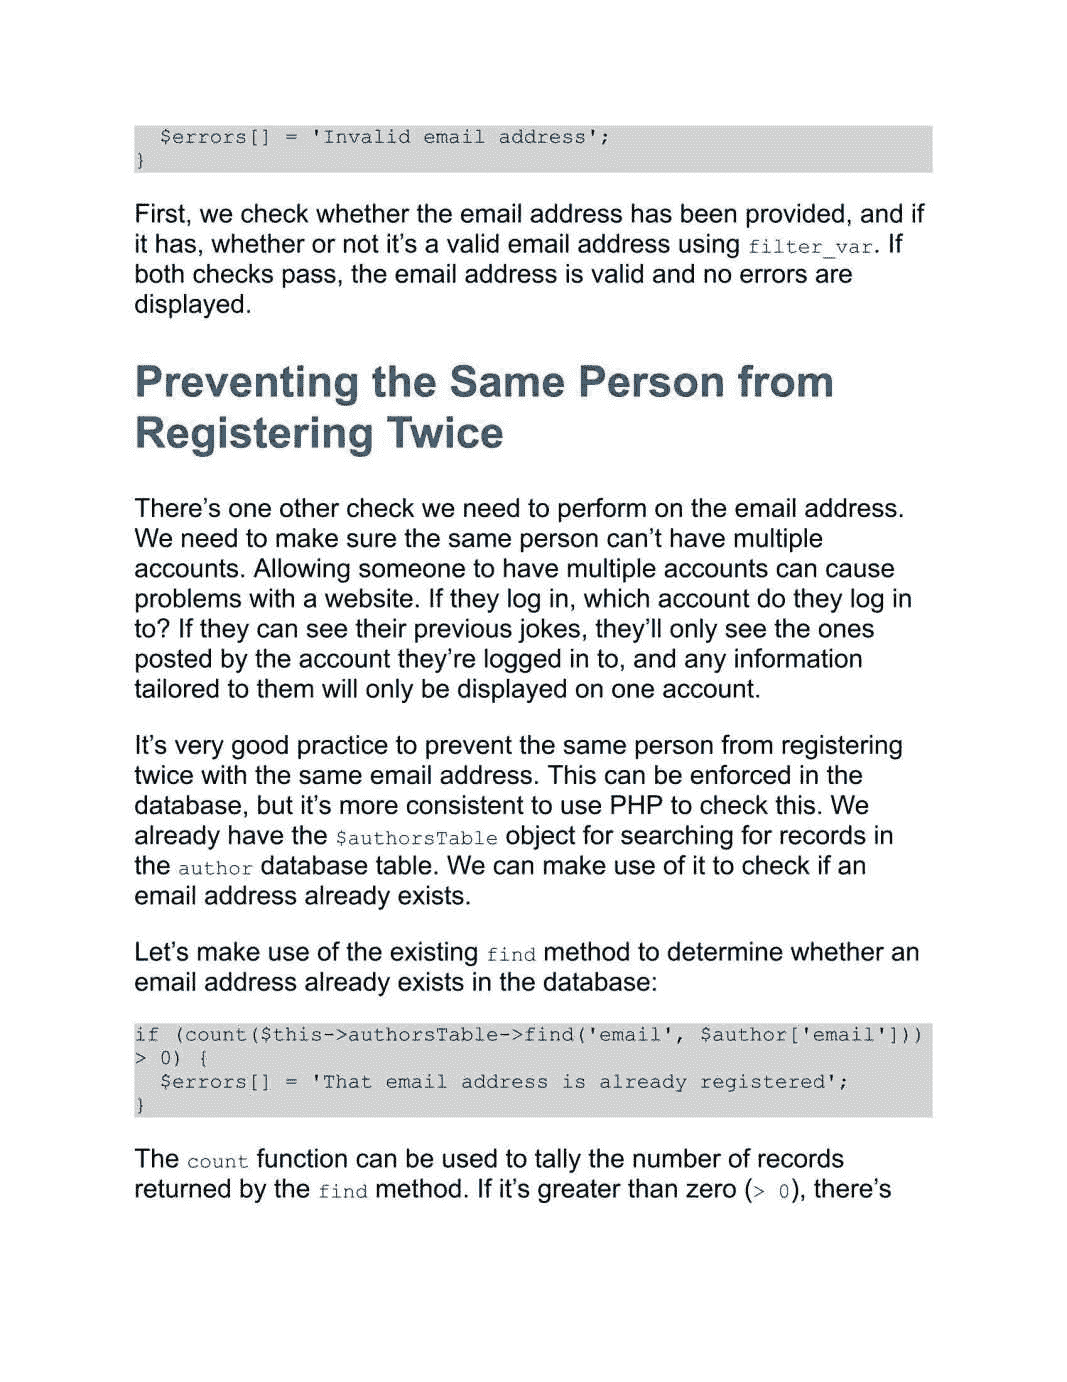 $errors[] = 'Invalid email address';
}
First, we check whether the email address has been provided, and if
it has, whether or not it’s a valid email address using filter_var. If
both checks pass, the email address is valid and no errors are
displayed.
Preventing the Same Person from
Registering Twice
There’s one other check we need to perform on the email address.
We need to make sure the same person can’t have multiple
accounts. Allowing someone to have multiple accounts can cause
problems with a website. If they log in, which account do they log in
to? If they can see their previous jokes, they’ll only see the ones
posted by the account they’re logged in to, and any information
tailored to them will only be displayed on one account.
It’s very good practice to prevent the same person from registering
twice with the same email address. This can be enforced in the
database, but it’s more consistent to use PHP to check this. We
already have the $authorsTable object for searching for records in
the author database table. We can make use of it to check if an
email address already exists.
Let’s make use of the existing find method to determine whether an
email address already exists in the database:
if (count($this->authorsTable->find('email', $author['email']))
> 0) {
  $errors[] = 'That email address is already registered';
}
The count function can be used to tally the number of records
returned by the find method. If it’s greater than zero (> 0), there’s